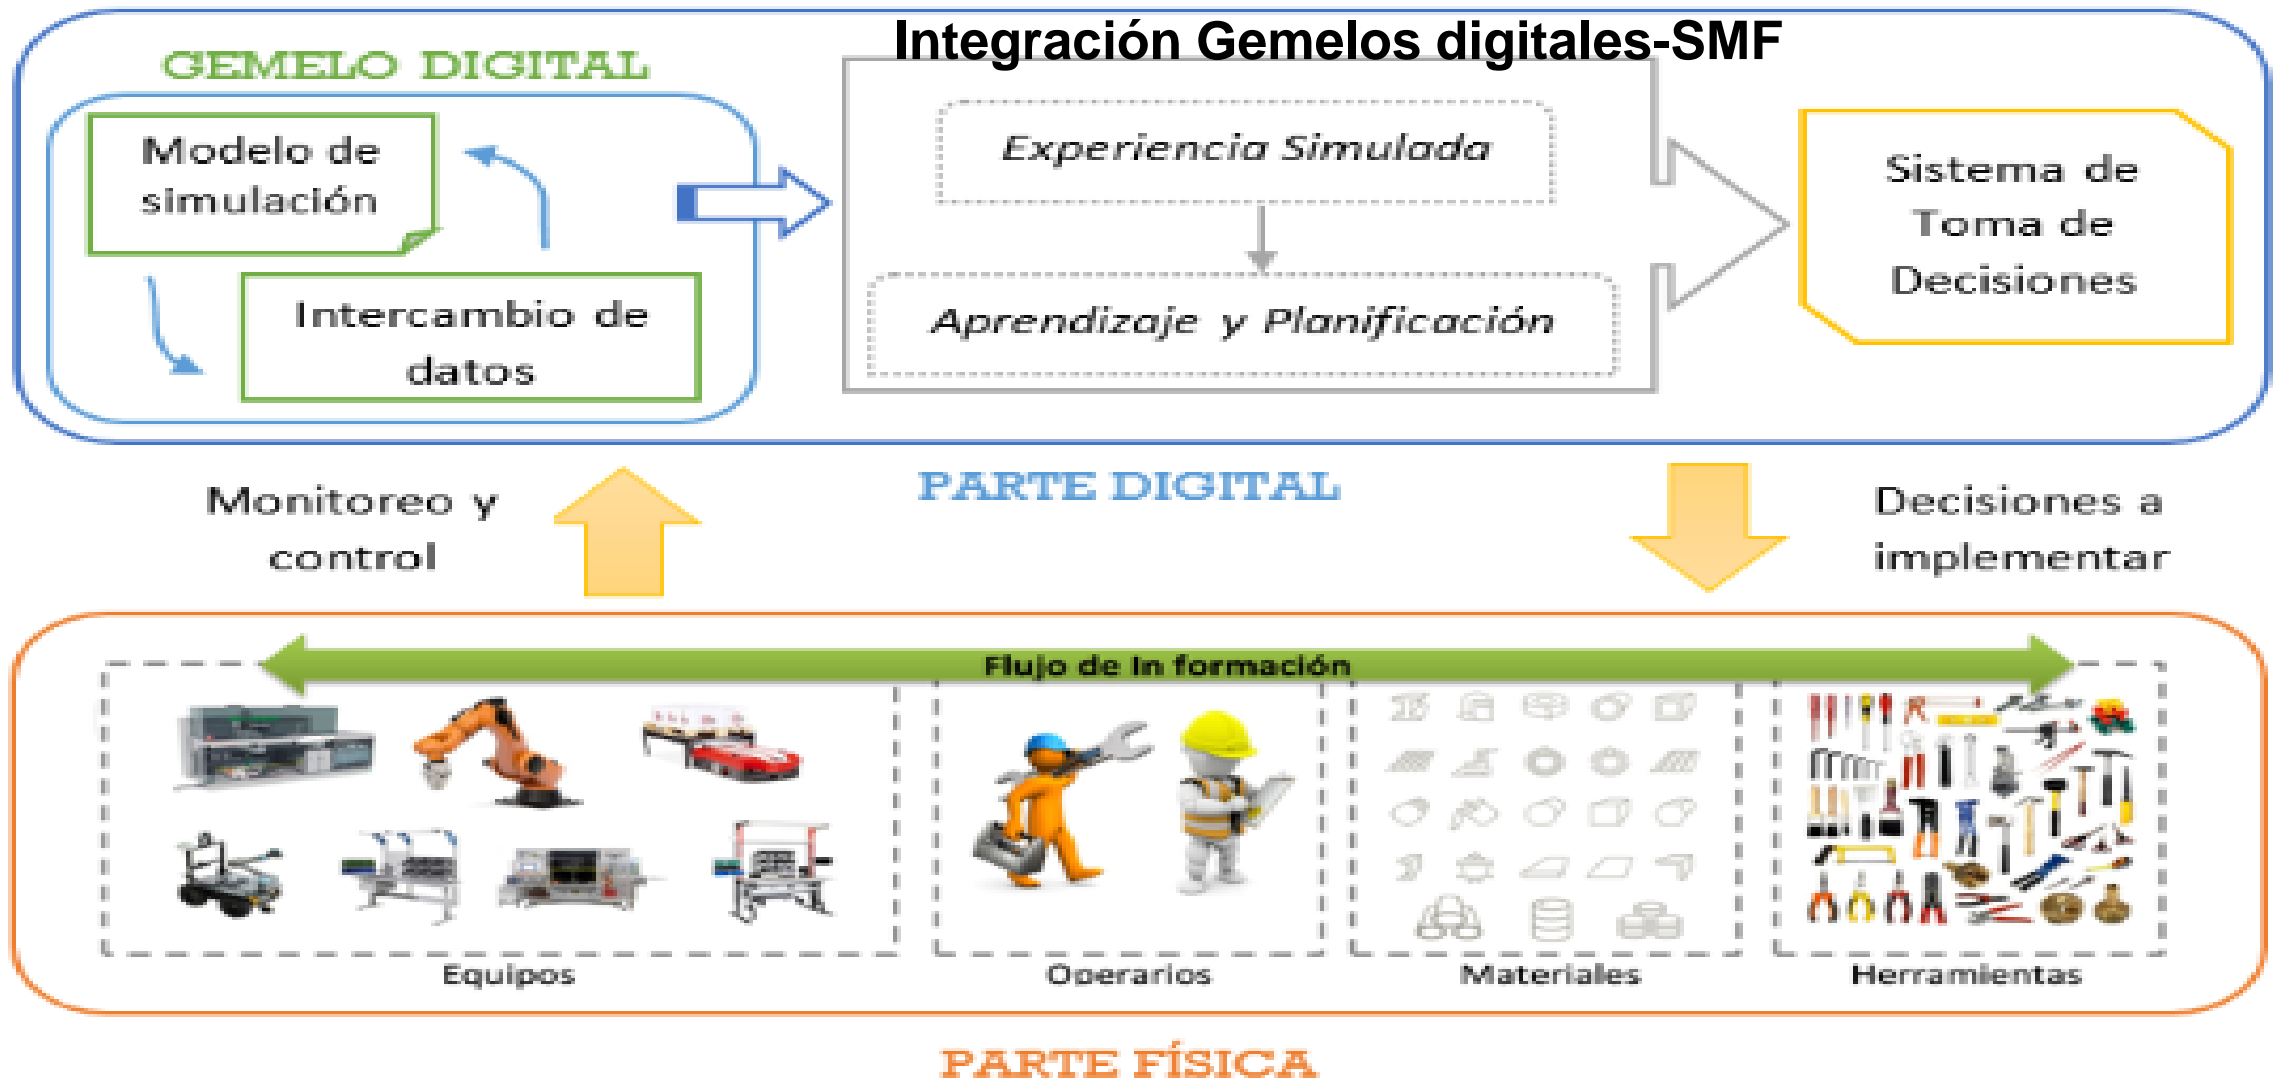 Integración Gemelos digitales-SMF
GEMELO DIGITAL
Modelo de
simulación
Intercambio de
datos
Experiencia Simulada
Aprendizaje y Planificación
Sistema de
Toma de
Decisiones
Monitoreo y
control
PARTE DIGITAL
Decisiones a
implementar
Flujo de In formación
Equipos
Operarios
Materiales
Herramientas
PARTE FÍSICA